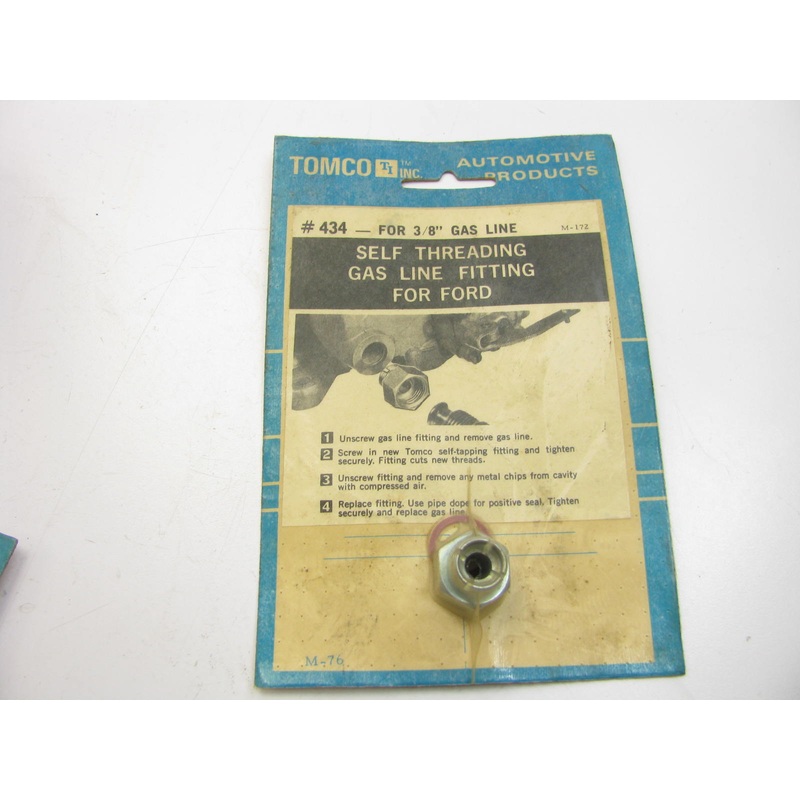 TOMCO TI TM INC.
AUTOMOTIVE PRODUCTS
# 434 — FOR 3/8" GAS LINE M-172
SELF THREADING
GAS LINE FITTING
FOR FORD
1 Unscrew gas line fitting and remove gas line.
2 Screw in new Tomco self-tapping fitting and tighten
securely. Fitting cuts new threads.
3 Unscrew fitting and remove any metal chips from cavity
with compressed air.
4 Replace fitting. Use pipe dope for positive seal. Tighten
securely and replace gas line.
M-76